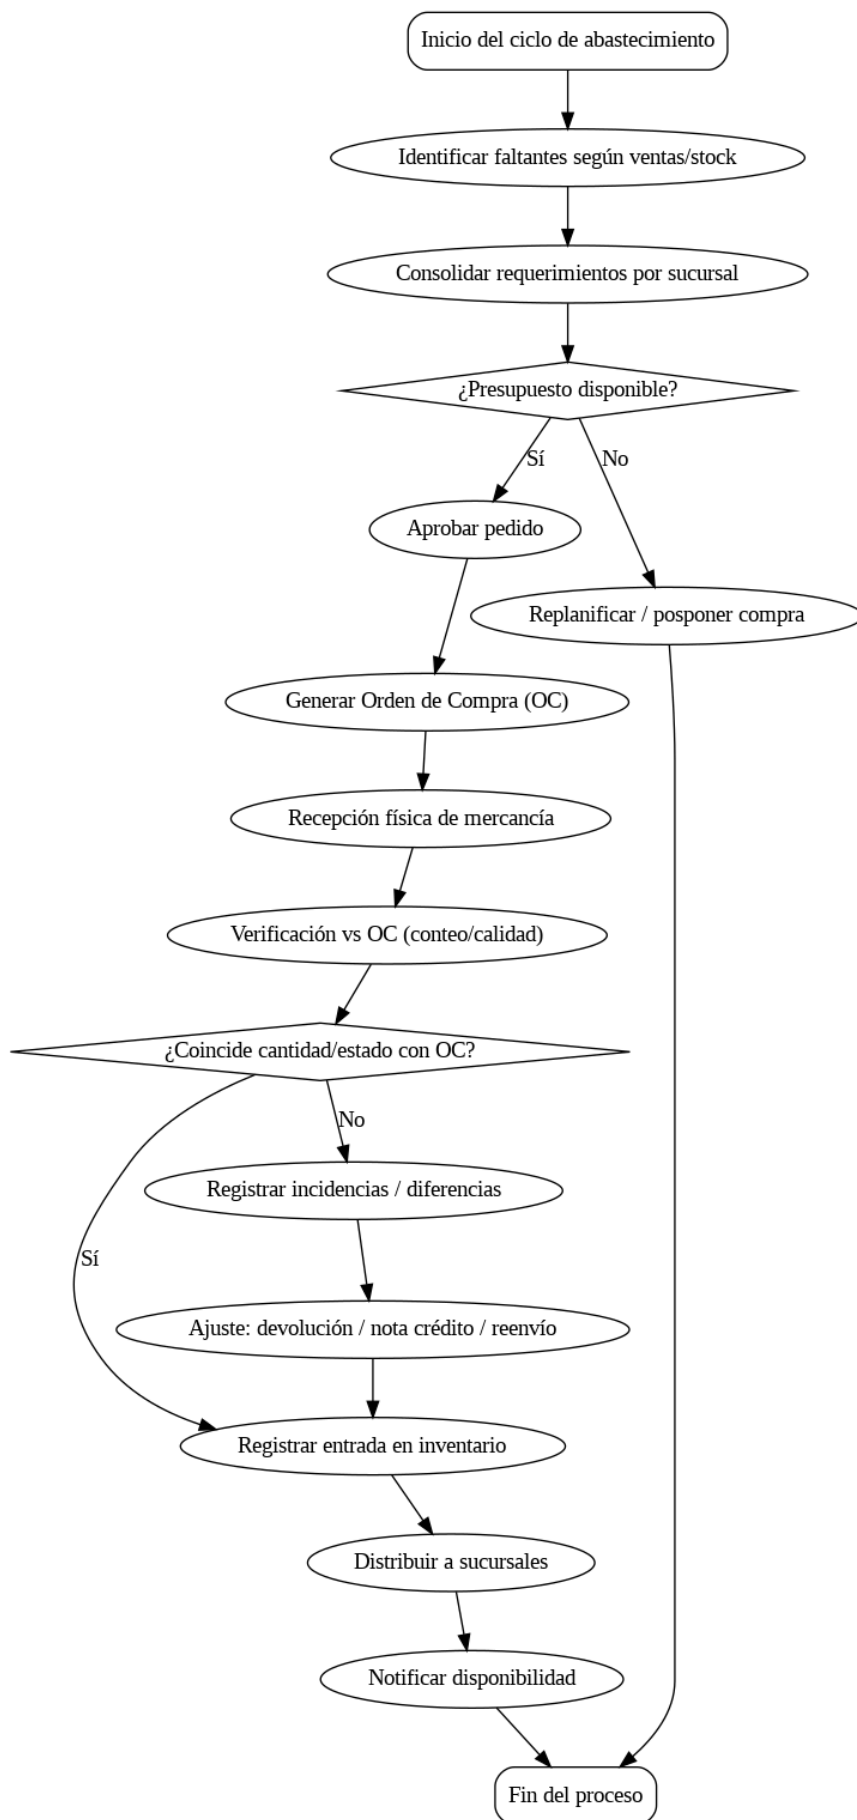 Inicio del ciclo de abastecimiento
Identificar faltantes según ventas/stock
Consolidar requerimientos por sucursal
¿Presupuesto disponible?
Sí
No
Aprobar pedido
Replanificar / posponer compra
Generar Orden de Compra (OC)
Recepción física de mercancía
Verificación vs OC (conteo/calidad)
¿Coincide cantidad/estado con OC?
No
Registrar incidencias / diferencias
Sí
Ajuste: devolución / nota crédito / reenvío
Registrar entrada en inventario
Distribuir a sucursales
Notificar disponibilidad
Fin del proceso